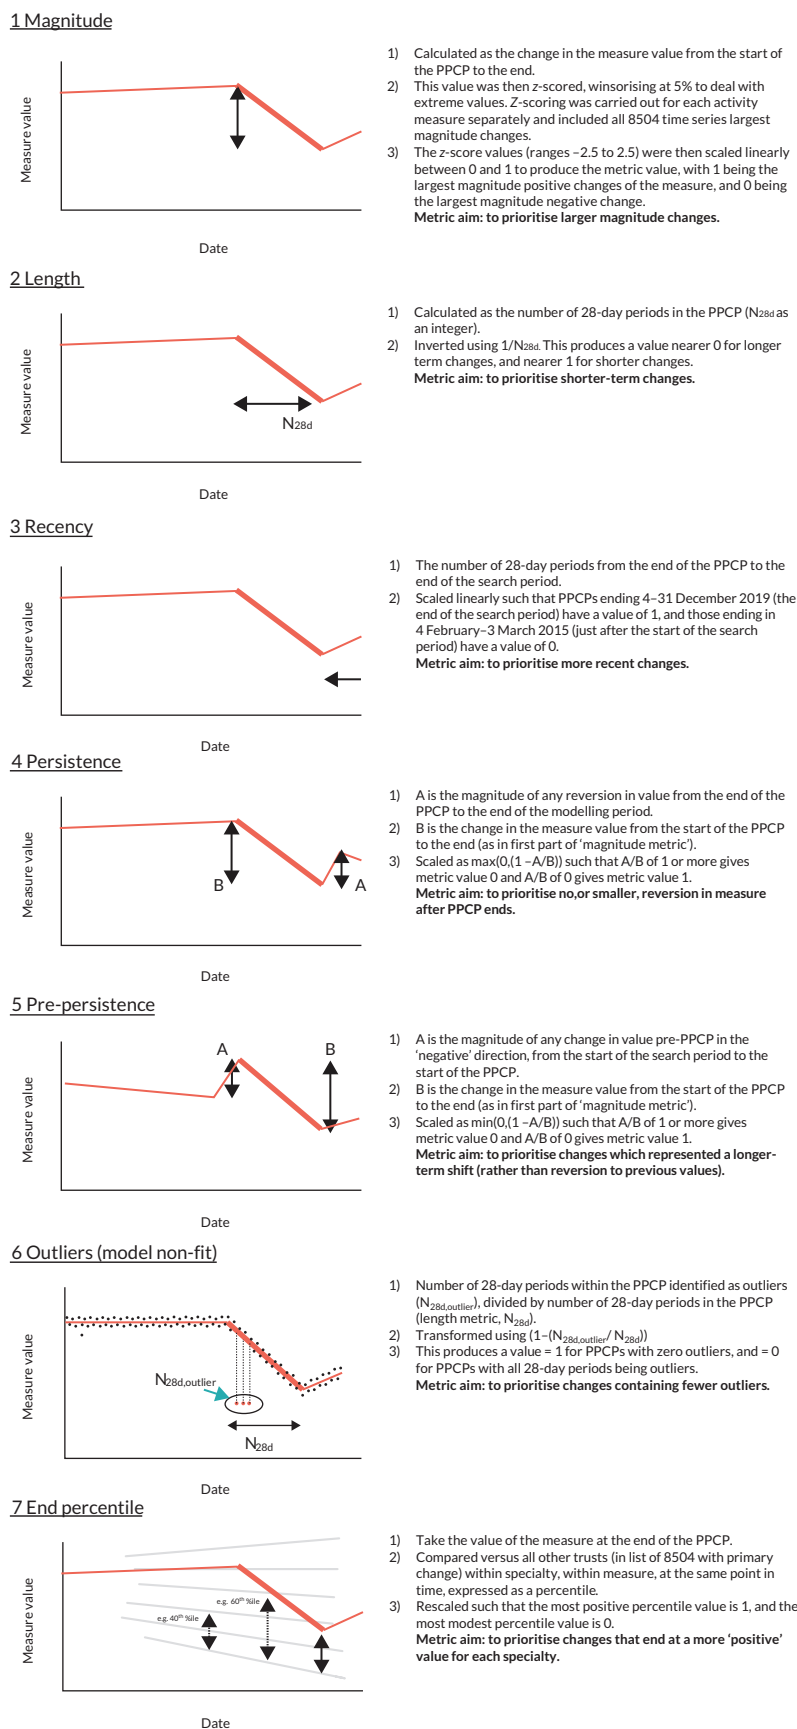 1 Magnitude
Measure value
Date
1) Calculated as the change in the measure value from the start of
the PPCP to the end.
2) This value was then z-scored, winsorising at 5% to deal with
extreme values. Z-scoring was carried out for each activity
measure separately and included all 8504 time series largest
magnitude changes.
3) The z-score values (ranges –2.5 to 2.5) were then scaled linearly
between 0 and 1 to produce the metric value, with 1 being the
largest magnitude positive changes of the measure, and 0 being
the largest magnitude negative change.
Metric aim: to prioritise larger magnitude changes.
2 Length
Measure value
N28d
Date
1) Calculated as the number of 28-day periods in the PPCP (N28d as
an integer).
2) Inverted using 1/N28d. This produces a value nearer 0 for longer
term changes, and nearer 1 for shorter changes.
Metric aim: to prioritise shorter-term changes.
3 Recency
Measure value
Date
1) The number of 28-day periods from the end of the PPCP to the
end of the search period.
2) Scaled linearly such that PPCPs ending 4–31 December 2019 (the
end of the search period) have a value of 1, and those ending in
4 February–3 March 2015 (just after the start of the search
period) have a value of 0.
Metric aim: to prioritise more recent changes.
4 Persistence
Measure value
B
A
Date
1) A is the magnitude of any reversion in value from the end of the
PPCP to the end of the modelling period.
2) B is the change in the measure value from the start of the PPCP
to the end (as in first part of ‘magnitude metric’).
3) Scaled as max(0,(1 –A/B)) such that A/B of 1 or more gives
metric value 0 and A/B of 0 gives metric value 1.
Metric aim: to prioritise no,or smaller, reversion in measure
after PPCP ends.
5 Pre-persistence
Measure value
A
B
Date
1) A is the magnitude of any change in value pre-PPCP in the
‘negative’ direction, from the start of the search period to the
start of the PPCP.
2) B is the change in the measure value from the start of the PPCP
to the end (as in first part of ‘magnitude metric’).
3) Scaled as min(0,(1 –A/B)) such that A/B of 1 or more gives
metric value 0 and A/B of 0 gives metric value 1.
Metric aim: to prioritise changes which represented a longer-
term shift (rather than reversion to previous values).
6 Outliers (model non-fit)
Measure value
N28d,outlier
N28d
Date
1) Number of 28-day periods within the PPCP identified as outliers
(N28d,outlier), divided by number of 28-day periods in the PPCP
(length metric, N28d).
2) Transformed using (1–(N28d,outlier/ N28d))
3) This produces a value = 1 for PPCPs with zero outliers, and = 0
for PPCPs with all 28-day periods being outliers.
Metric aim: to prioritise changes containing fewer outliers.
7 End percentile
Measure value
e.g. 40th %ile
e.g. 60th %ile
Date
1) Take the value of the measure at the end of the PPCP.
2) Compared versus all other trusts (in list of 8504 with primary
change) within specialty, within measure, at the same point in
time, expressed as a percentile.
3) Rescaled such that the most positive percentile value is 1, and the
most modest percentile value is 0.
Metric aim: to prioritise changes that end at a more ‘positive’
value for each specialty.